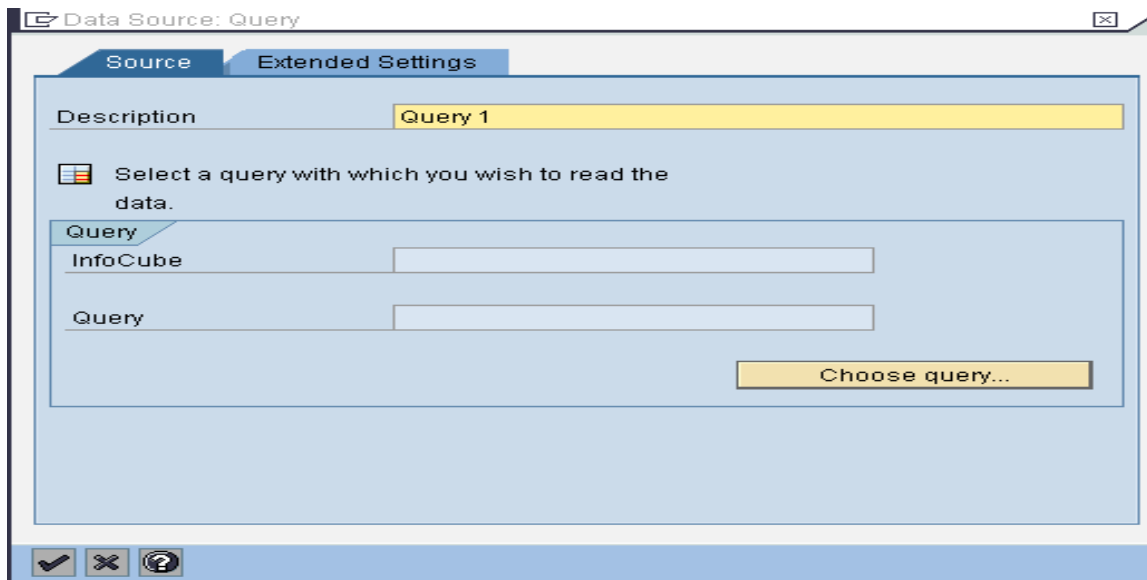 Data Source: Query
Source Extended Settings
Description Query 1
Select a query with which you wish to read the
data.
Query
InfoCube
Query
Choose query...